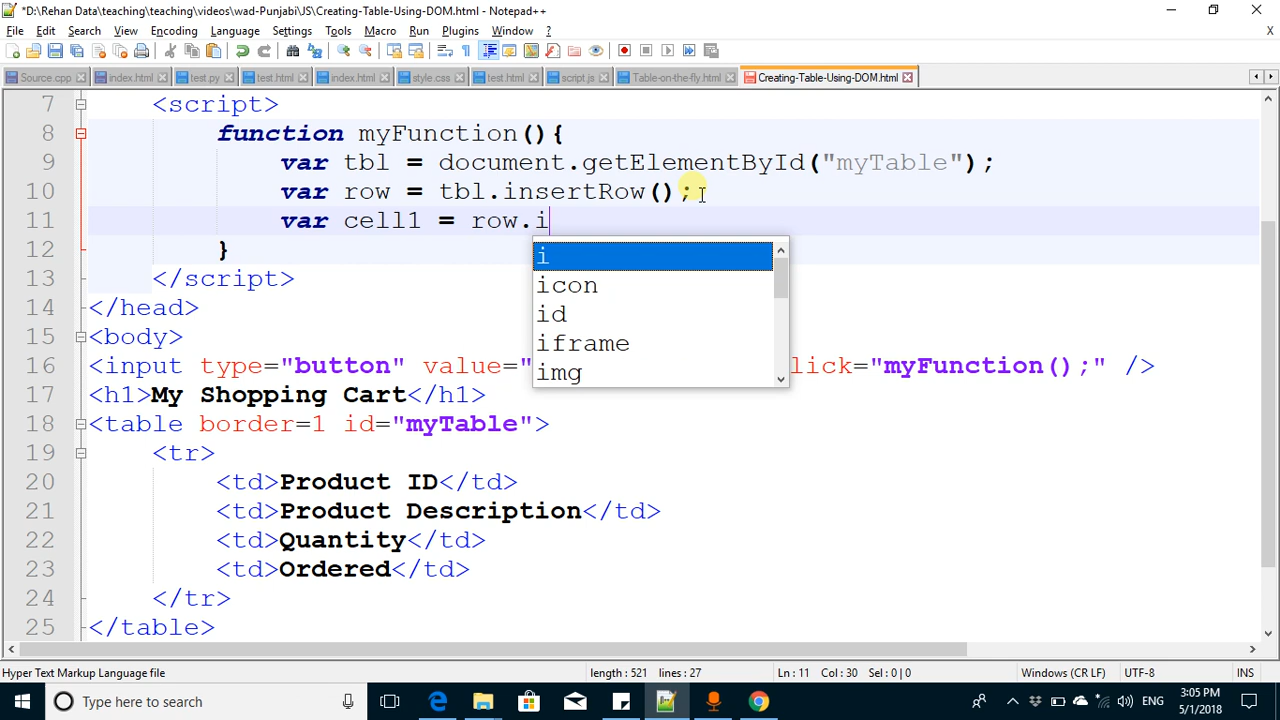 *D:\Rehan Data\teaching\teaching\videos\wad-Punjabi\JS\Creating-Table-Using-DOM.html - Notepad++
File Edit Search View Encoding Language Settings Tools Macro Run Plugins Window ?
X
Source.cpp index.html test.py test.html index.html style.css test.html script.js Table-on-the-fly.html Creating-Table-Using-DOM.html
7 <script>
8 function myFunction(){
9 var tbl = document.getElementById("myTable");
10 var row = tbl.insertRow();
11 var cell1 = row.i
12 }
i
13 </script>
icon
14 </head>
id
15 <body>
iframe
16 <input type="button" value=" lick="myFunction();" />
img
17 <h1>My Shopping Cart</h1>
18 <table border=1 id="myTable">
19 <tr>
20 <td>Product ID</td>
21 <td>Product Description</td>
22 <td>Quantity</td>
23 <td>Ordered</td>
24 </tr>
25 </table>
Hyper Text Markup Language file length : 521 lines : 27 Ln : 11 Col : 30 Sel : 0 | 0 Windows (CR LF) UTF-8 INS
Type here to search ENG 3:05 PM
5/1/2018